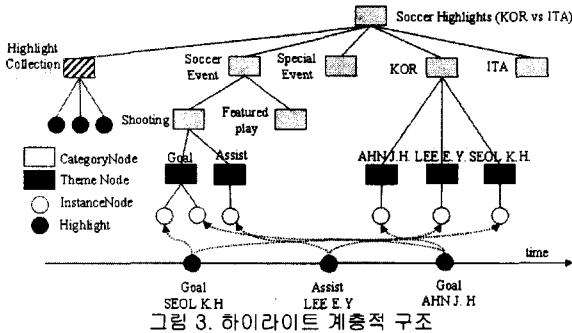 Soccer Highlights (KOR vs ITA)
Highlight
Collection
Soccer
Event
Special
Event
KOR
ITA
Shooting
Featured
play
CategoryNode
Theme Node
InstanceNode
Highlight
Goal
Assist
AHN J. H.
LEE E. Y.
SEOL K.H.
time
Goal
SEOL K.H
Assist
LEE E. Y
Goal
AHN J. H
그림 3. 하이라이트 계층적 구조